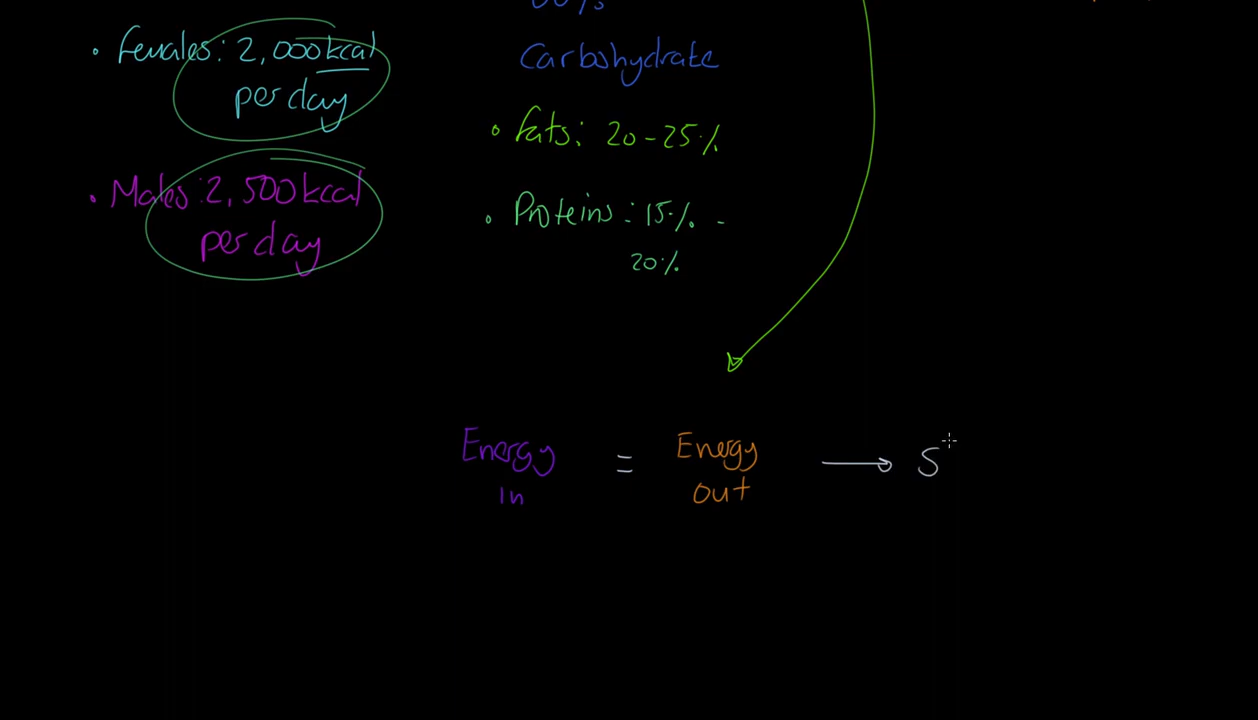 • Females: 2,000kcal
per day
• Males: 2,500kcal
per day
Carbohydrate
• Fats: 20-25%
• Proteins: 15% -
20%
Energy
in
=
Energy
out
→ S